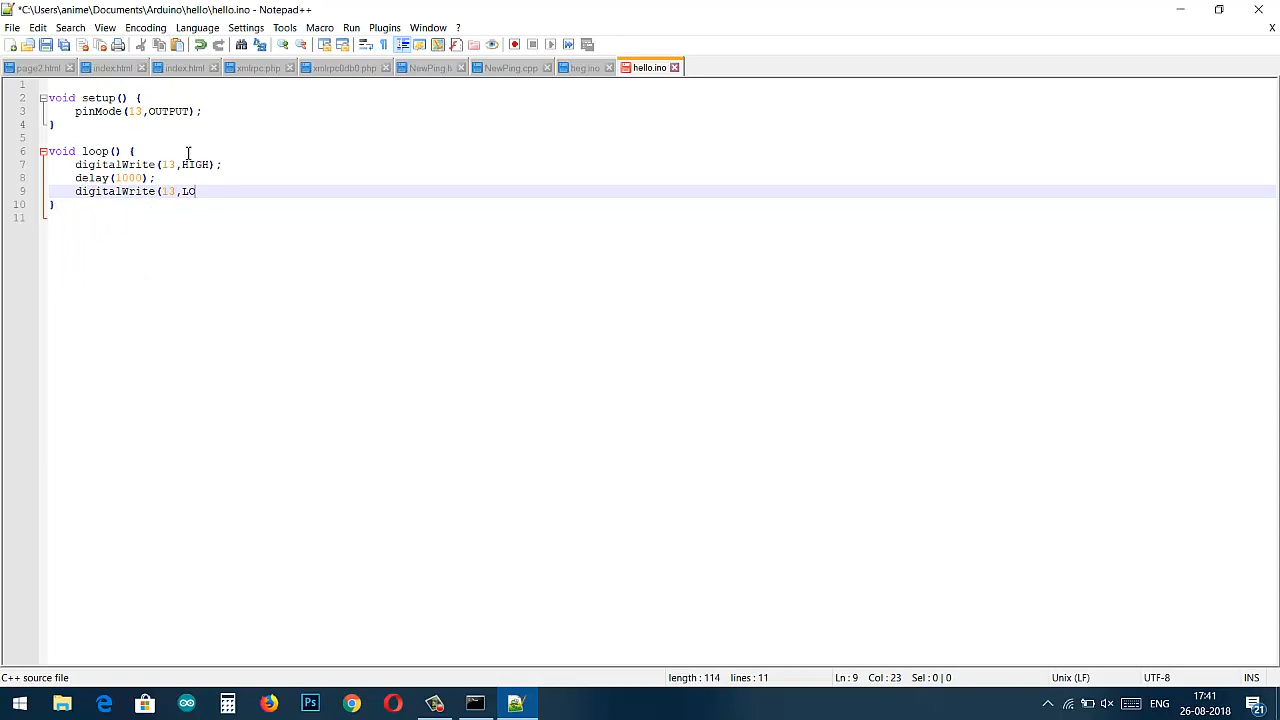 *C:\Users\anime\Documents\Arduino\hello\hello.ino - Notepad++
File Edit Search View Encoding Language Settings Tools Macro Run Plugins Window ? X
page2.html index.html index.html xmlrpc.php xmlrpc0db0.php NewPing.h NewPing.cpp heg.ino hello.ino
1
2 void setup() {
3 pinMode(13,OUTPUT);
4 }
5
6 void loop() {
7 digitalWrite(13,HIGH);
8 delay(1000);
9 digitalWrite(13,LO
10 }
11
C++ source file length : 114 lines : 11 Ln : 9 Col : 23 Sel : 0 | 0 Unix (LF) UTF-8 INS
Ps ENG 17:41 21
26-08-2018